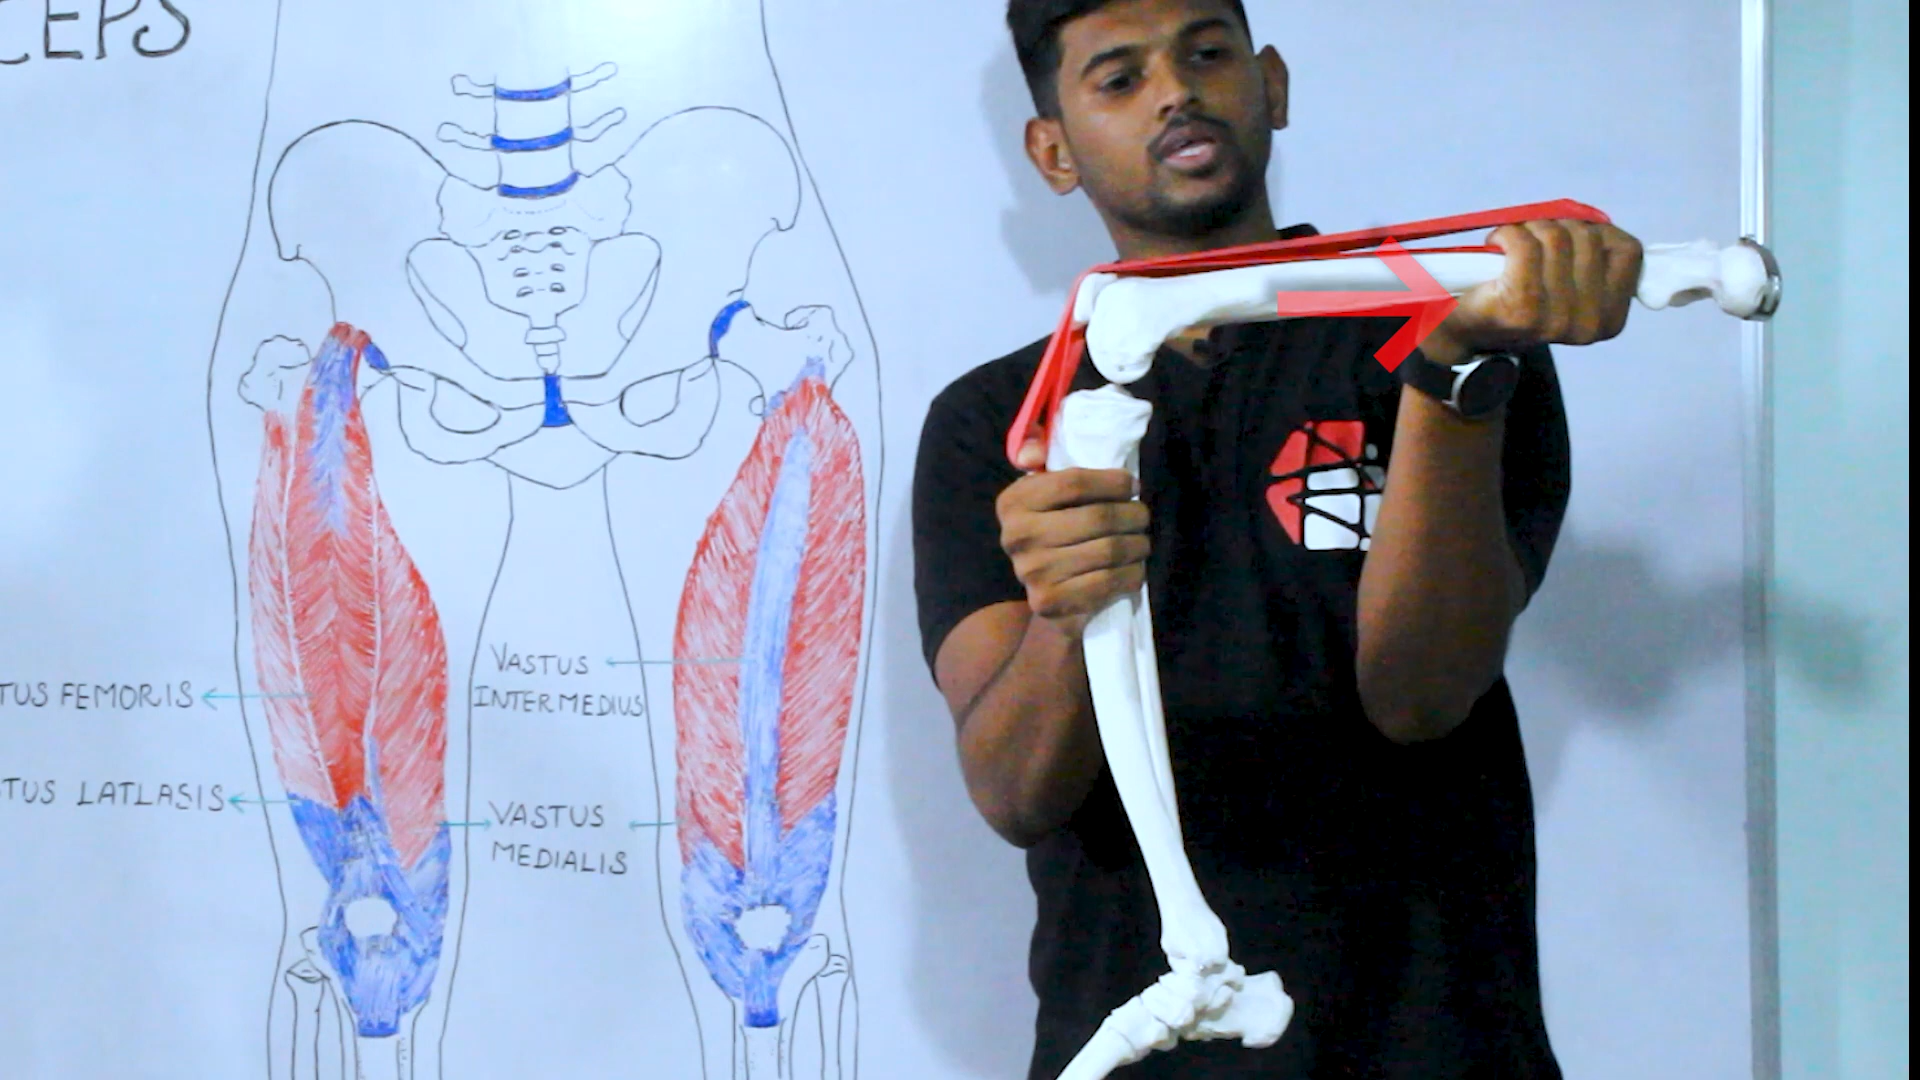 CEPS
TUS FEMORIS
TUS LATLASIS
VASTUS
INTERMEDIUS
VASTUS
MEDIALIS